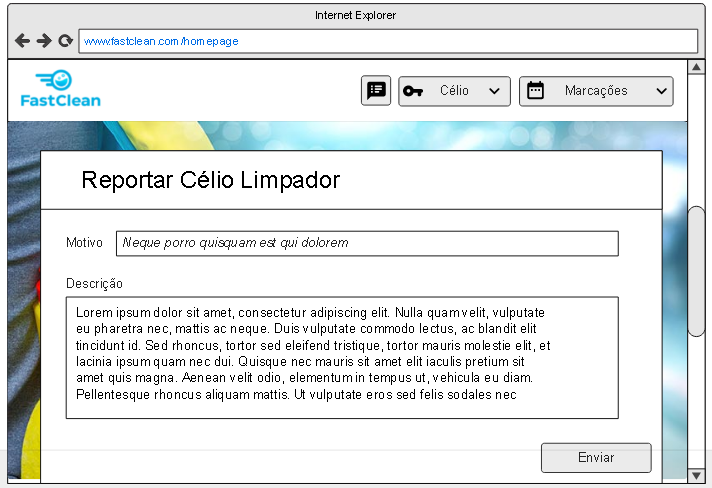 Internet Explorer
www.fastclean.com/homepage
FastClean
Célio
Marcações
Reportar Célio Limpador
Motivo
Neque porro quisquam est qui dolorem
Descrição
Lorem ipsum dolor sit amet, consectetur adipiscing elit. Nulla quam velit, vulputate
eu pharetra nec, mattis ac neque. Duis vulputate commodo lectus, ac blandit elit
tincidunt id. Sed rhoncus, tortor sed eleifend tristique, tortor mauris molestie elit, et
lacinia ipsum quam nec dui. Quisque nec mauris sit amet elit iaculis pretium sit
amet quis magna. Aenean velit odio, elementum in tempus ut, vehicula eu diam.
Pellentesque rhoncus aliquam mattis. Ut vulputate eros sed felis sodales nec
Enviar